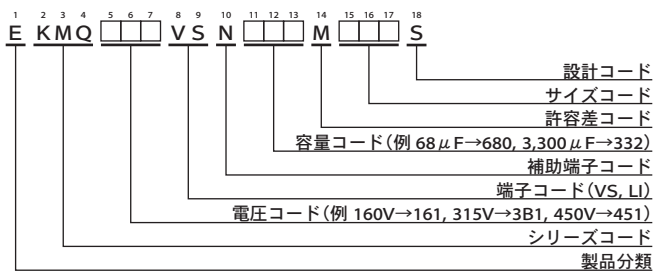 1 2 3 4 5 6 7 8 9 10 11 12 13 14 15 16 17 18
E KMQ □□□ VS N □□□ M □□□ S
設計コード
サイズコード
許容差コード
容量コード(例 68μF→680, 3,300μF→332)
補助端子コード
端子コード(VS, LI)
電圧コード(例 160V→161, 315V→3B1, 450V→451)
シリーズコード
製品分類